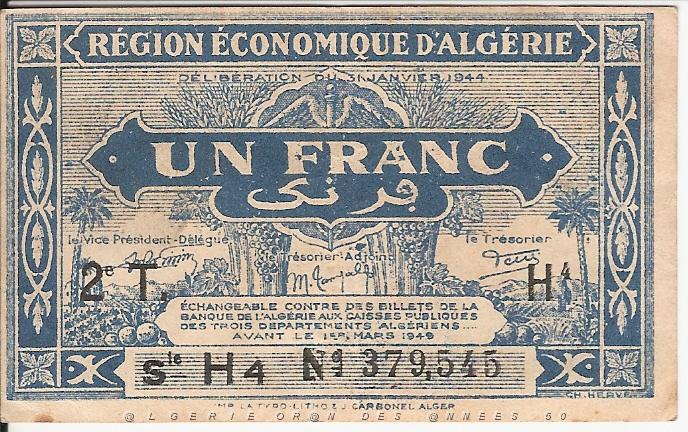 RÉGION ÉCONOMIQUE D'ALGÉRIE
DÉLIBÉRATION DU 31 JANVIER 1944
UN FRANC
فرنك
le Vice Président-Délégué
le Trésorier-Adjoint
le Trésorier
2e T.
H4
ÉCHANGEABLE CONTRE DES BILLETS DE LA
BANQUE DE L'ALGÉRIE AUX CAISSES PUBLIQUES
DES TROIS DÉPARTEMENTS ALGÉRIENS....
AVANT LE 1ER MARS 1949
Sie H4 No 379,545
CH. HERVÉ
IMP. LA TYPO-LITHO & J. CARBONEL ALGER
@LGERIE OR@N DES @NNEES 50